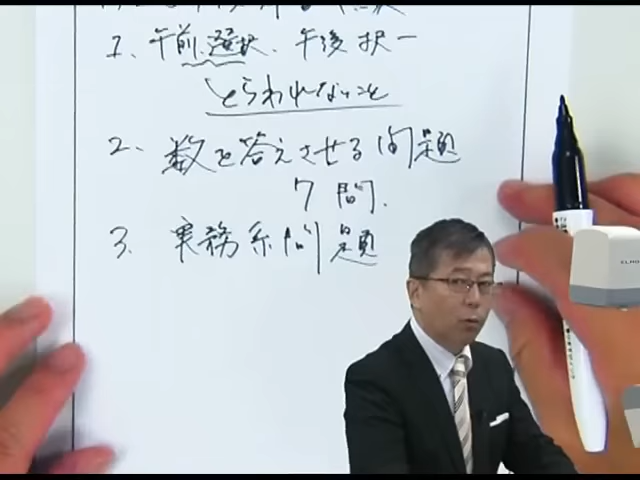 1. 午前.選択、午後択一
とらわれないこと
2. 数を答えさせる問題
7問.
3. 実務系問題
ELMO